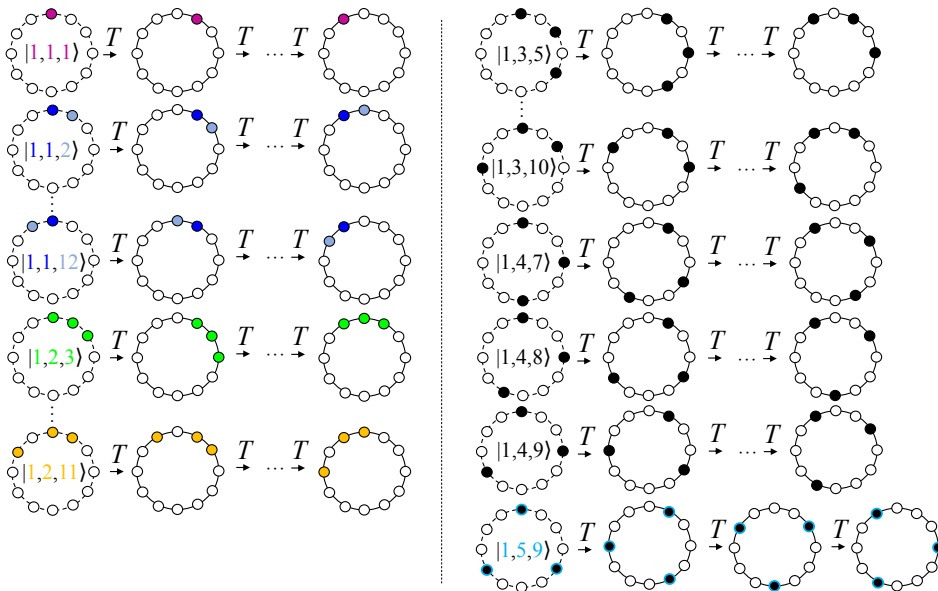 |1,1,1⟩ T T … T
|1,1,2⟩ T T … T
|1,1,12⟩ T T … T
|1,2,3⟩ T T … T
|1,2,11⟩ T T … T
|1,3,5⟩ T T … T
|1,3,10⟩ T T … T
|1,4,7⟩ T T … T
|1,4,8⟩ T T … T
|1,4,9⟩ T T … T
|1,5,9⟩ T T T